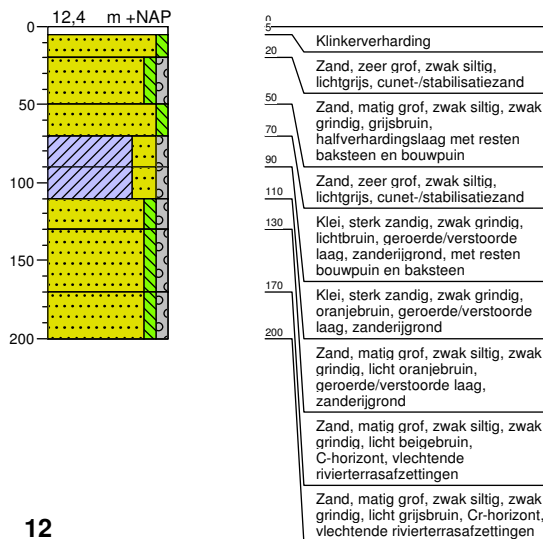 12,4 m +NAP
0
50
100
150
200
0
5
Klinkerverharding
20
Zand, zeer grof, zwak siltig,
lichtgrijs, cunet-/stabilisatiezand
50
Zand, matig grof, zwak siltig, zwak
grindig, grijsbruin,
halfverhardingslaag met resten
baksteen en bouwpuin
70
Zand, zeer grof, zwak siltig,
lichtgrijs, cunet-/stabilisatiezand
90
Klei, sterk zandig, zwak grindig,
lichtbruin, geroerde/verstoorde
laag, zanderijgrond, met resten
bouwpuin en baksteen
110
Klei, sterk zandig, zwak grindig,
oranjebruin, geroerde/verstoorde
laag, zanderijgrond
130
Zand, matig grof, zwak siltig, zwak
grindig, licht oranjebruin,
geroerde/verstoorde laag,
zanderijgrond
170
Zand, matig grof, zwak siltig, zwak
grindig, licht beigebruin,
C-horizont, vlechtende
rivierterrasafzettingen
200
Zand, matig grof, zwak siltig, zwak
grindig, licht grijsbruin, Cr-horizont,
vlechtende rivierterrasafzettingen
12